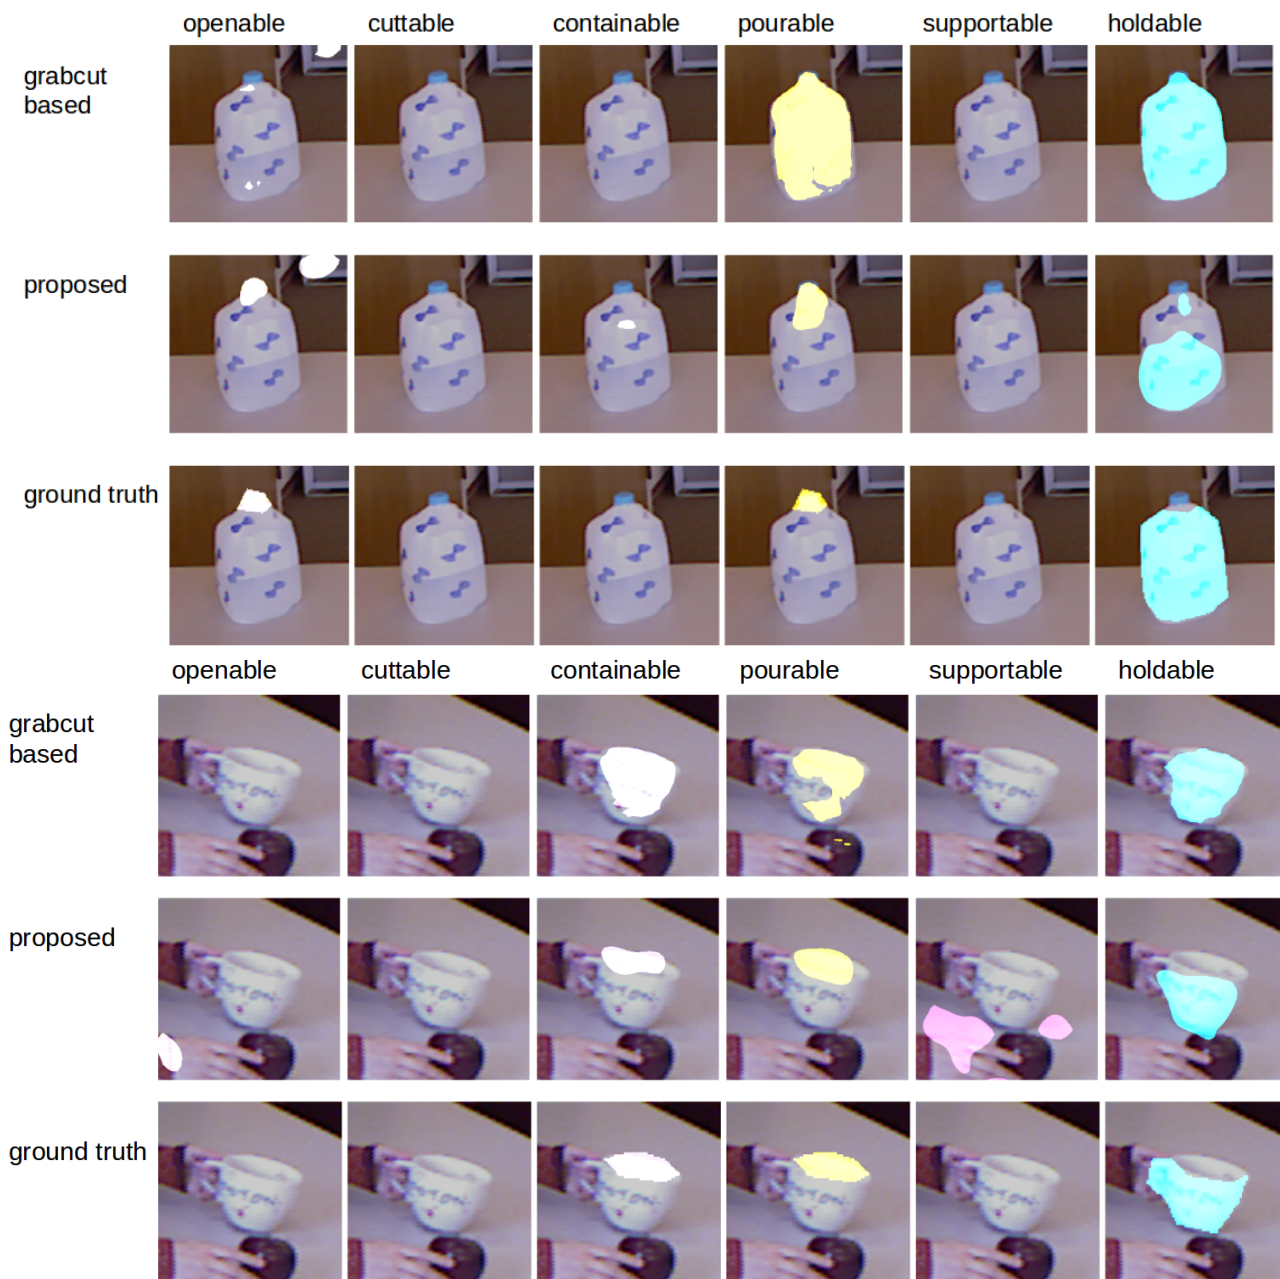 openable cuttable containable pourable supportable holdable
grabcut
based
proposed
ground truth
openable cuttable containable pourable supportable holdable
grabcut
based
proposed
ground truth